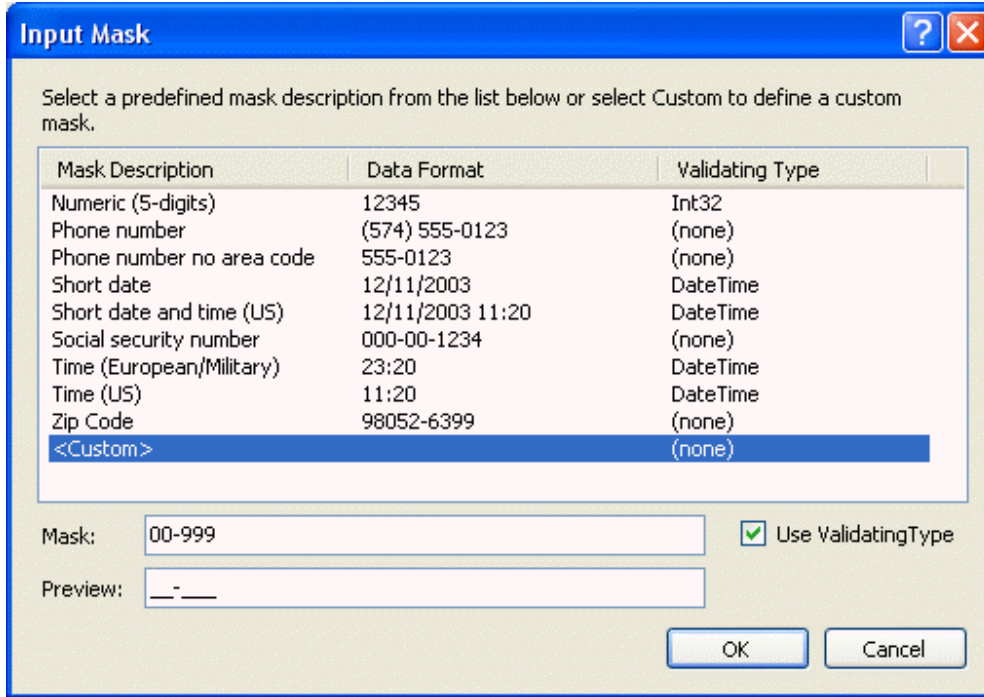 Input Mask
Select a predefined mask description from the list below or select Custom to define a custom
mask.
Mask Description Data Format Validating Type
Numeric (5-digits) 12345 Int32
Phone number (574) 555-0123 (none)
Phone number no area code 555-0123 (none)
Short date 12/11/2003 DateTime
Short date and time (US) 12/11/2003 11:20 DateTime
Social security number 000-00-1234 (none)
Time (European/Military) 23:20 DateTime
Time (US) 11:20 DateTime
Zip Code 98052-6399 (none)
<Custom> (none)
Mask: 00-999 Use ValidatingType
Preview: __-___
OK Cancel